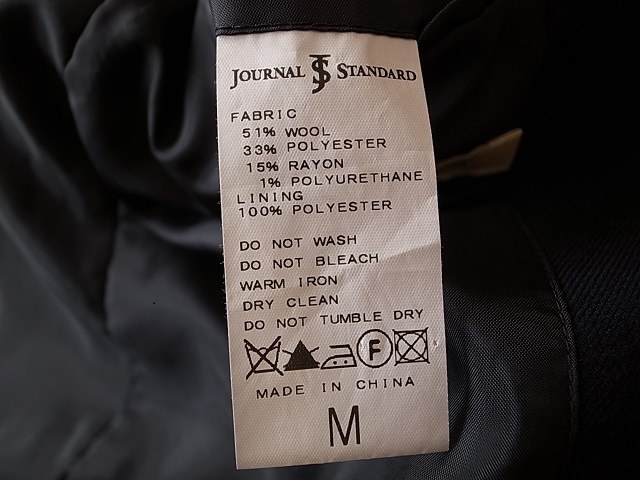 JOURNAL JS STANDARD
FABRIC
51% WOOL
33% POLYESTER
15% RAYON
1% POLYURETHANE
LINING
100% POLYESTER
DO NOT WASH
DO NOT BLEACH
WARM IRON
DRY CLEAN
DO NOT TUMBLE DRY
F
MADE IN CHINA
M